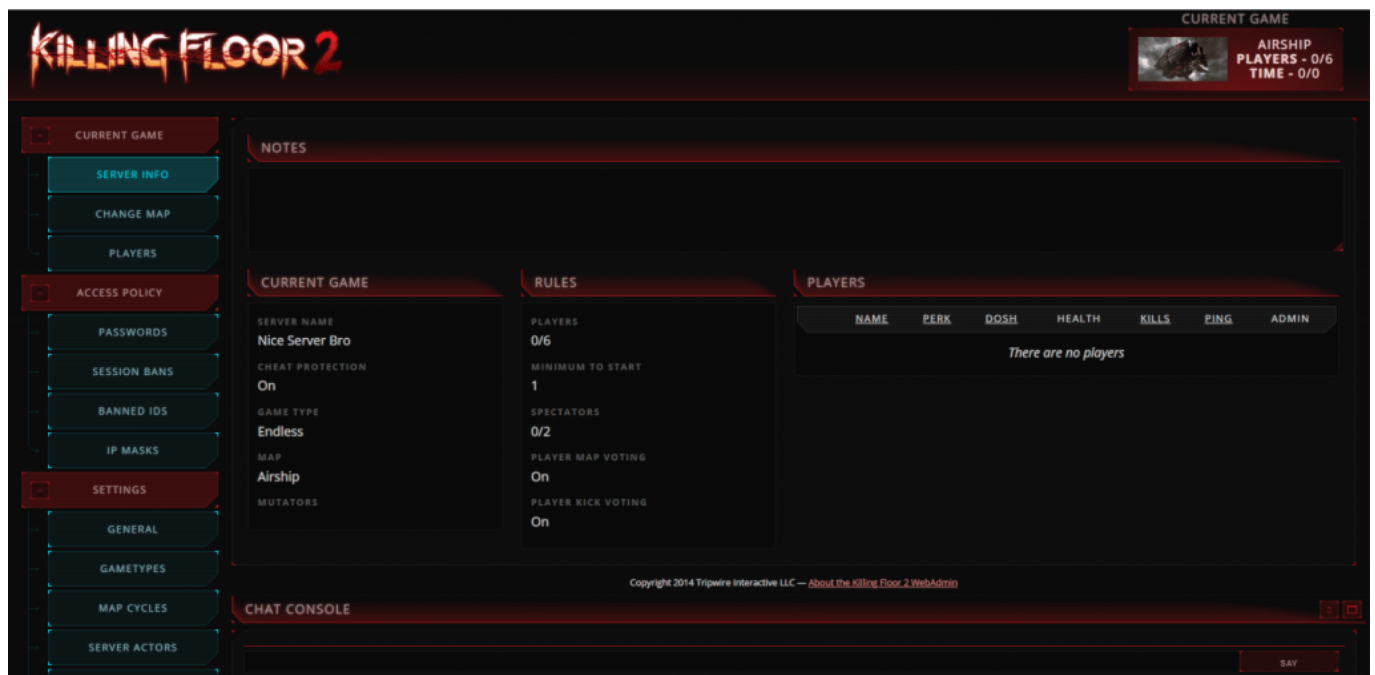 KILLING FLOOR 2
CURRENT GAME
AIRSHIP
PLAYERS - 0/6
TIME - 0/0
CURRENT GAME
SERVER INFO
CHANGE MAP
PLAYERS
ACCESS POLICY
PASSWORDS
SESSION BANS
BANNED IDS
IP MASKS
SETTINGS
GENERAL
GAMETYPES
MAP CYCLES
SERVER ACTORS
NOTES
CURRENT GAME
SERVER NAME
Nice Server Bro
CHEAT PROTECTION
On
GAME TYPE
Endless
MAP
Airship
MUTATORS
RULES
PLAYERS
0/6
MINIMUM TO START
1
SPECTATORS
0/2
PLAYER MAP VOTING
On
PLAYER KICK VOTING
On
PLAYERS
NAME PERK DOSH HEALTH KILLS PING ADMIN
There are no players
Copyright 2014 Tripwire Interactive LLC — About the Killing Floor 2 WebAdmin
CHAT CONSOLE
SAY